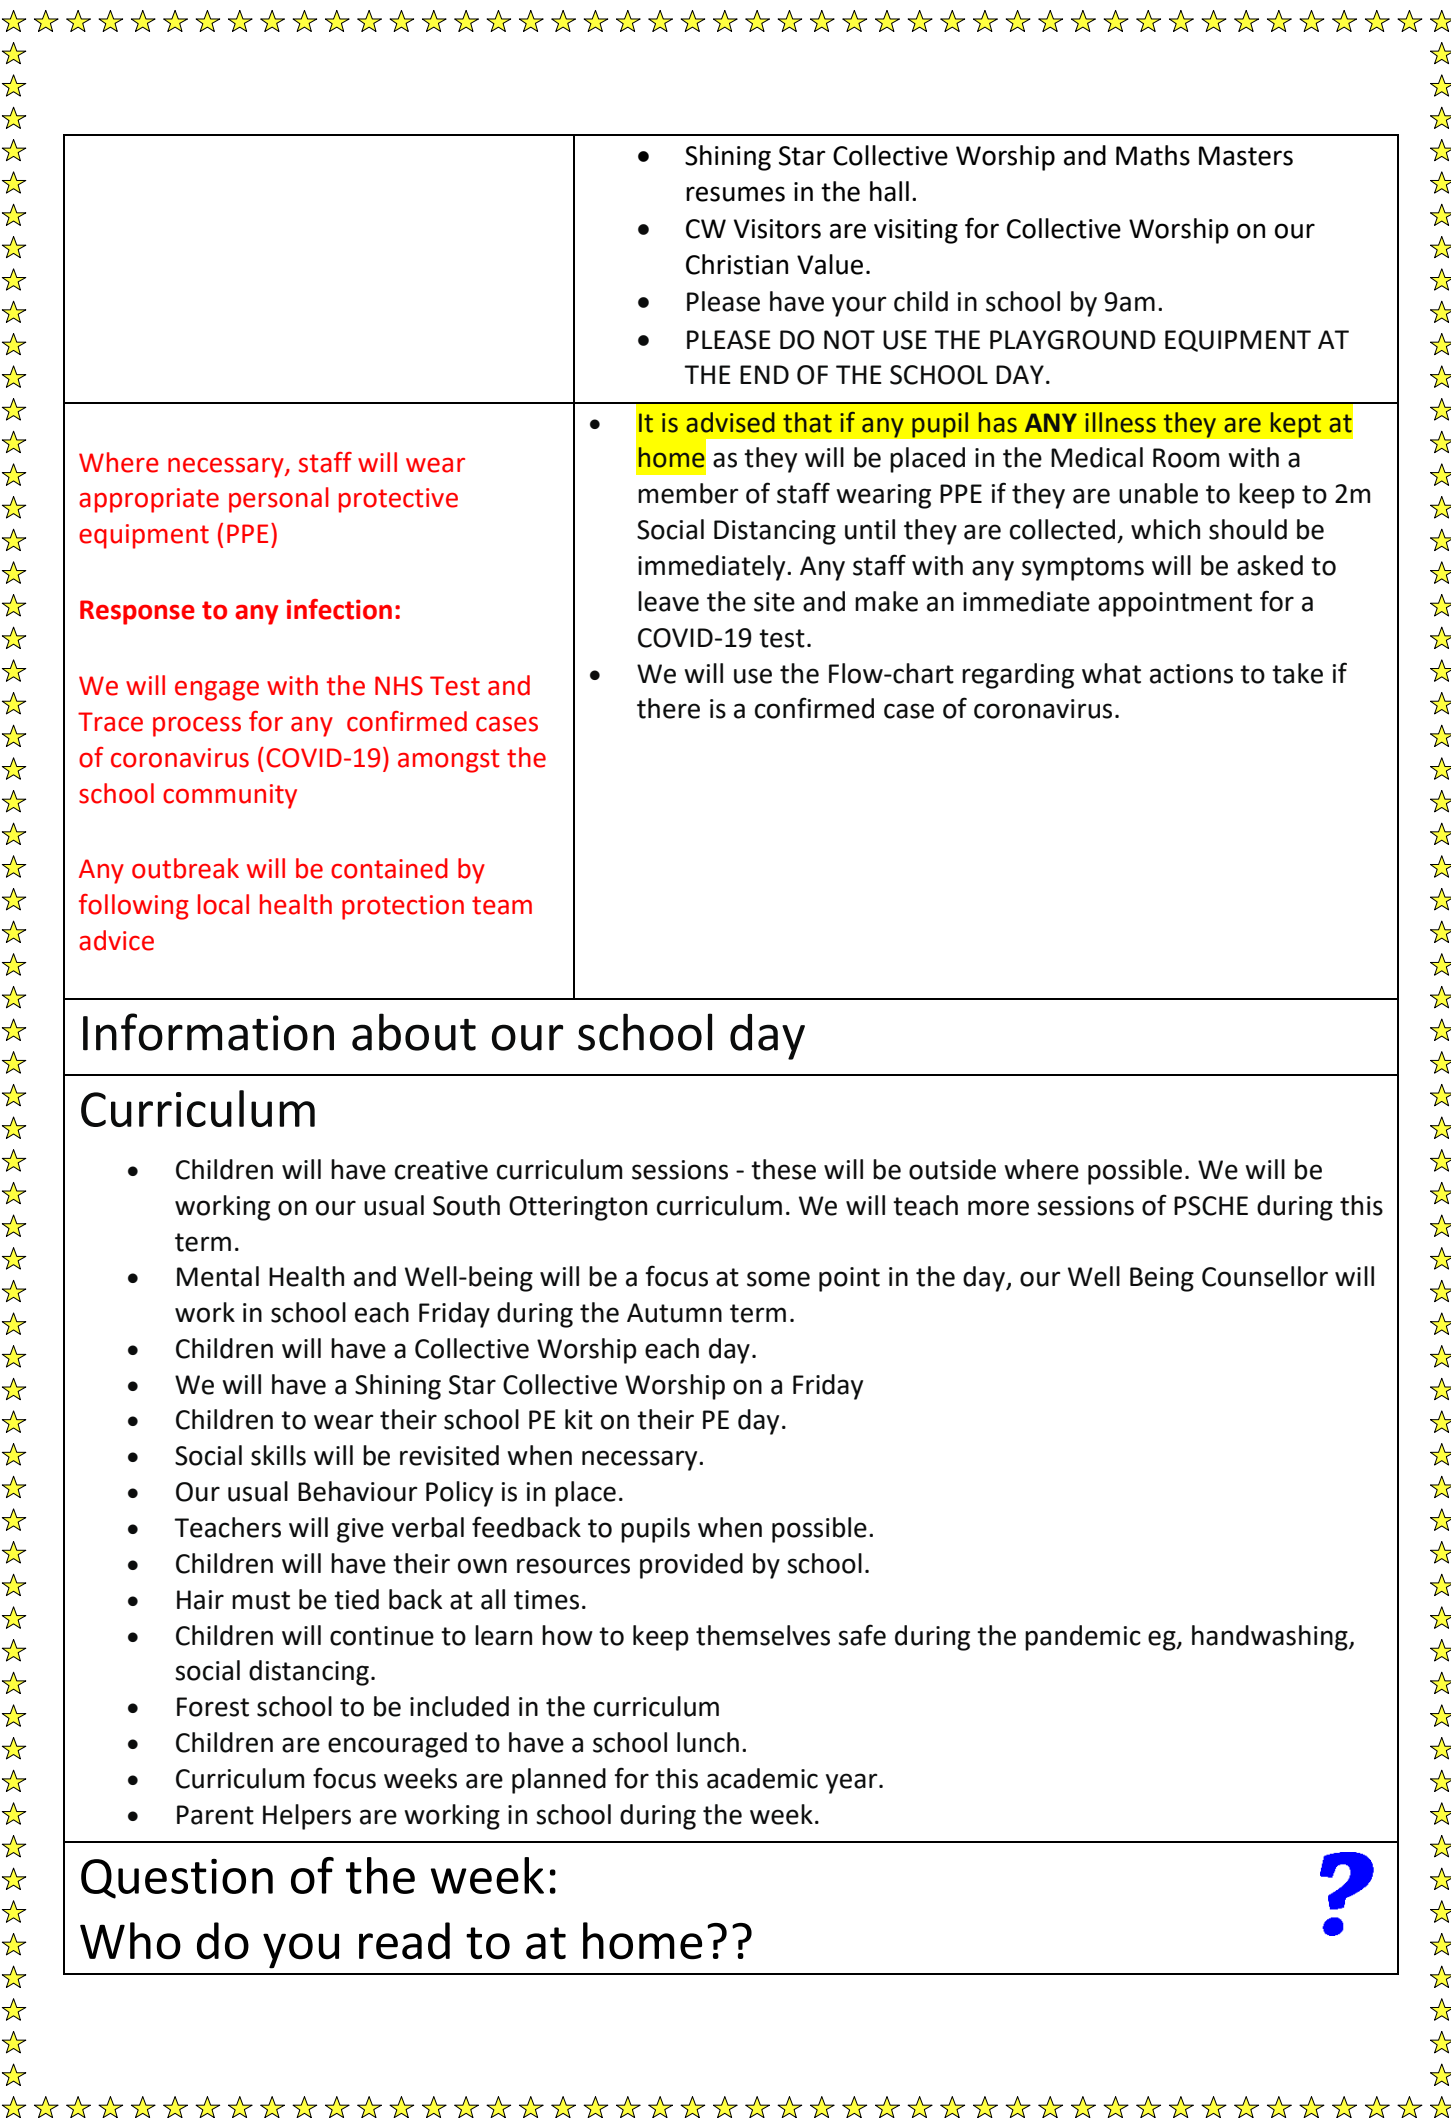 • Shining Star Collective Worship and Maths Masters
resumes in the hall.
• CW Visitors are visiting for Collective Worship on our
Christian Value.
• Please have your child in school by 9am.
• PLEASE DO NOT USE THE PLAYGROUND EQUIPMENT AT
THE END OF THE SCHOOL DAY.
Where necessary, staff will wear
appropriate personal protective
equipment (PPE)
Response to any infection:
We will engage with the NHS Test and
Trace process for any  confirmed cases
of coronavirus (COVID-19) amongst the
school community
Any outbreak will be contained by
following local health protection team
advice
• It is advised that if any pupil has ANY illness they are kept at
home as they will be placed in the Medical Room with a
member of staff wearing PPE if they are unable to keep to 2m
Social Distancing until they are collected, which should be
immediately. Any staff with any symptoms will be asked to
leave the site and make an immediate appointment for a
COVID-19 test.
• We will use the Flow-chart regarding what actions to take if
there is a confirmed case of coronavirus.
Information about our school day
Curriculum
• Children will have creative curriculum sessions - these will be outside where possible. We will be
working on our usual South Otterington curriculum. We will teach more sessions of PSCHE during this
term.
• Mental Health and Well-being will be a focus at some point in the day, our Well Being Counsellor will
work in school each Friday during the Autumn term.
• Children will have a Collective Worship each day.
• We will have a Shining Star Collective Worship on a Friday
• Children to wear their school PE kit on their PE day.
• Social skills will be revisited when necessary.
• Our usual Behaviour Policy is in place.
• Teachers will give verbal feedback to pupils when possible.
• Children will have their own resources provided by school.
• Hair must be tied back at all times.
• Children will continue to learn how to keep themselves safe during the pandemic eg, handwashing,
social distancing.
• Forest school to be included in the curriculum
• Children are encouraged to have a school lunch.
• Curriculum focus weeks are planned for this academic year.
• Parent Helpers are working in school during the week.
Question of the week:
Who do you read to at home??
?